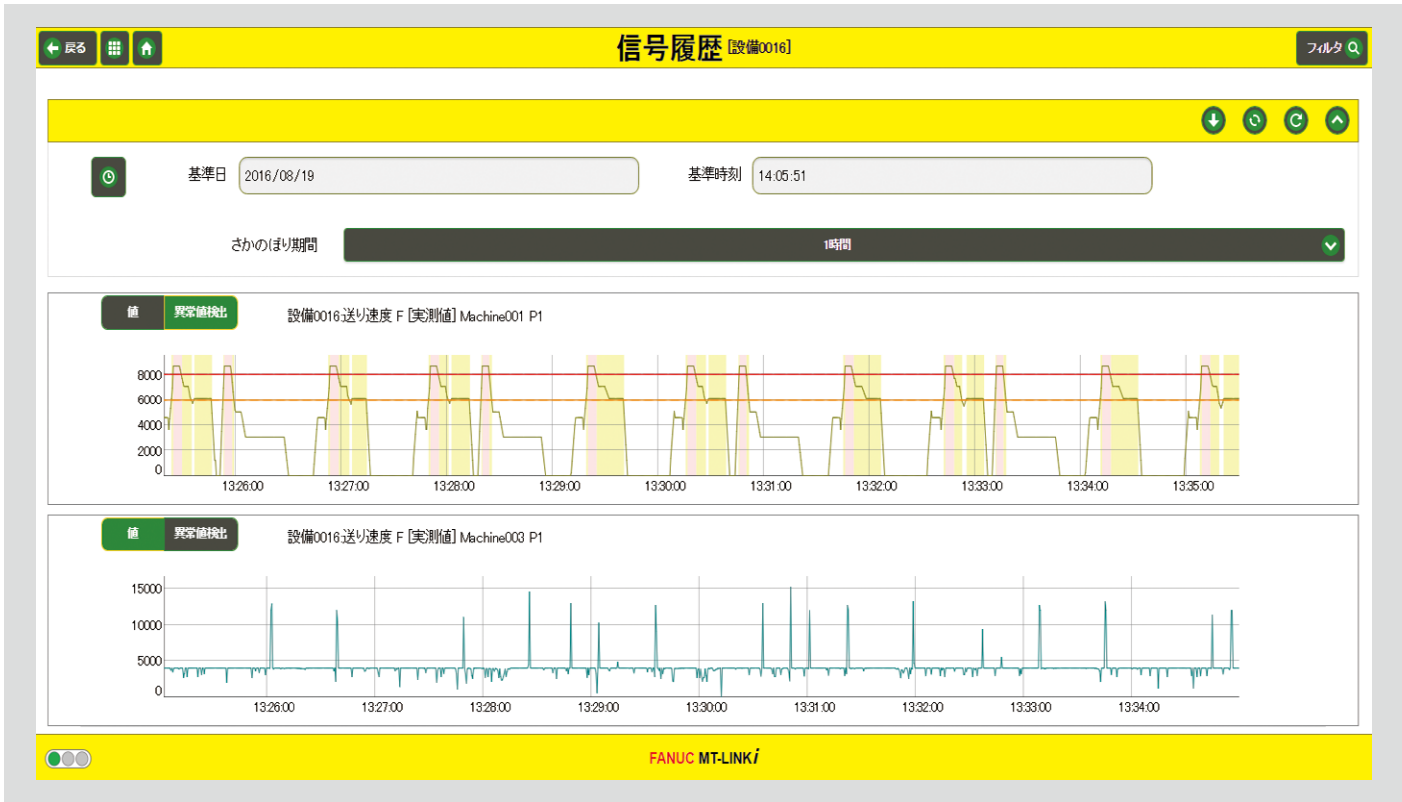 戻る
信号履歴 [設備0016]
フィルタ
基準日 2016/08/19 基準時刻 14:05:51
さかのぼり期間 1時間
値 異常値検出 設備0016:送り速度 F [実測値] Machine001 P1
8000
6000
4000
2000
0
13:26:00 13:27:00 13:28:00 13:29:00 13:30:00 13:31:00 13:32:00 13:33:00 13:34:00 13:35:00
値 異常値検出 設備0016:送り速度 F [実測値] Machine003 P1
15000
10000
5000
0
13:26:00 13:27:00 13:28:00 13:29:00 13:30:00 13:31:00 13:32:00 13:33:00 13:34:00
FANUC MT-LINKi